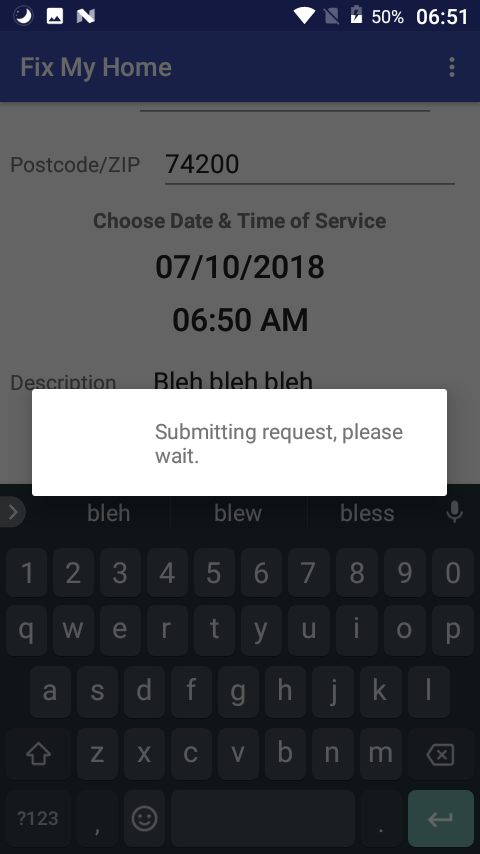 50% 06:51
Fix My Home
Postcode/ZIP 74200
Choose Date & Time of Service
07/10/2018
06:50 AM
Description Bleh bleh bleh
Submitting request, please
wait.
bleh blew bless
1 2 3 4 5 6 7 8 9 0
q w e r t y u i o p
a s d f g h j k l
z x c v b n m
?123 , .